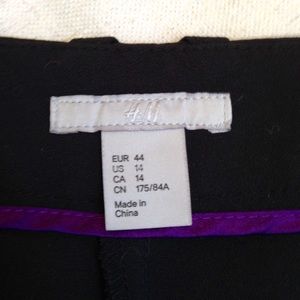 H&M
EUR 44
US 14
CA 14
CN 175/84A
Made in
China